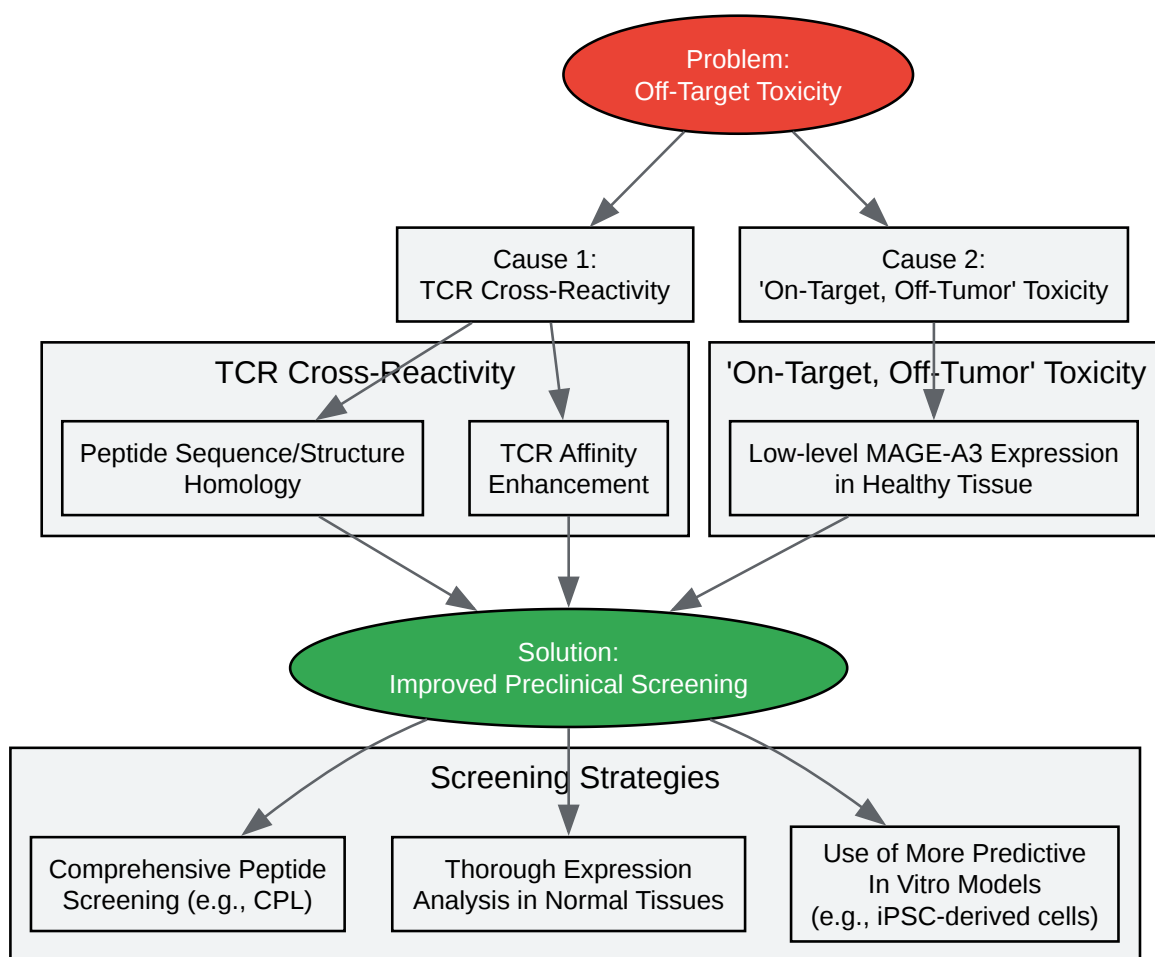 Problem:
Off-Target Toxicity
Cause 1:
TCR Cross-Reactivity
Cause 2:
'On-Target, Off-Tumor' Toxicity
TCR Cross-Reactivity
'On-Target, Off-Tumor' Toxicity
Peptide Sequence/Structure
Homology
TCR Affinity
Enhancement
Low-level MAGE-A3 Expression
in Healthy Tissue
Solution:
Improved Preclinical Screening
Screening Strategies
Comprehensive Peptide
Screening (e.g., CPL)
Thorough Expression
Analysis in Normal Tissues
Use of More Predictive
In Vitro Models
(e.g., iPSC-derived cells)